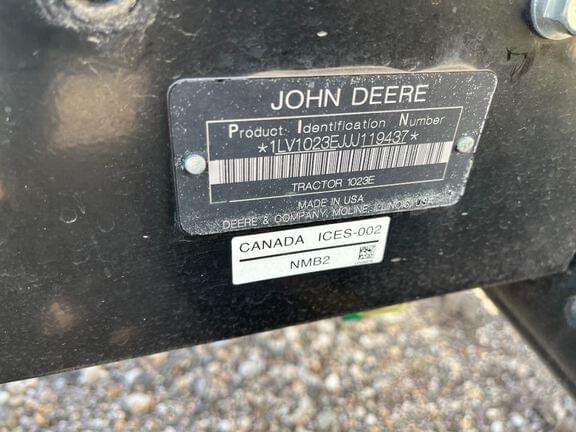 JOHN DEERE
Product Identification Number
*1LV1023EJJJ119437*
TRACTOR 1023E
MADE IN USA
DEERE & COMPANY, MOLINE, ILLINOIS, USA
CANADA ICES-002
NMB2